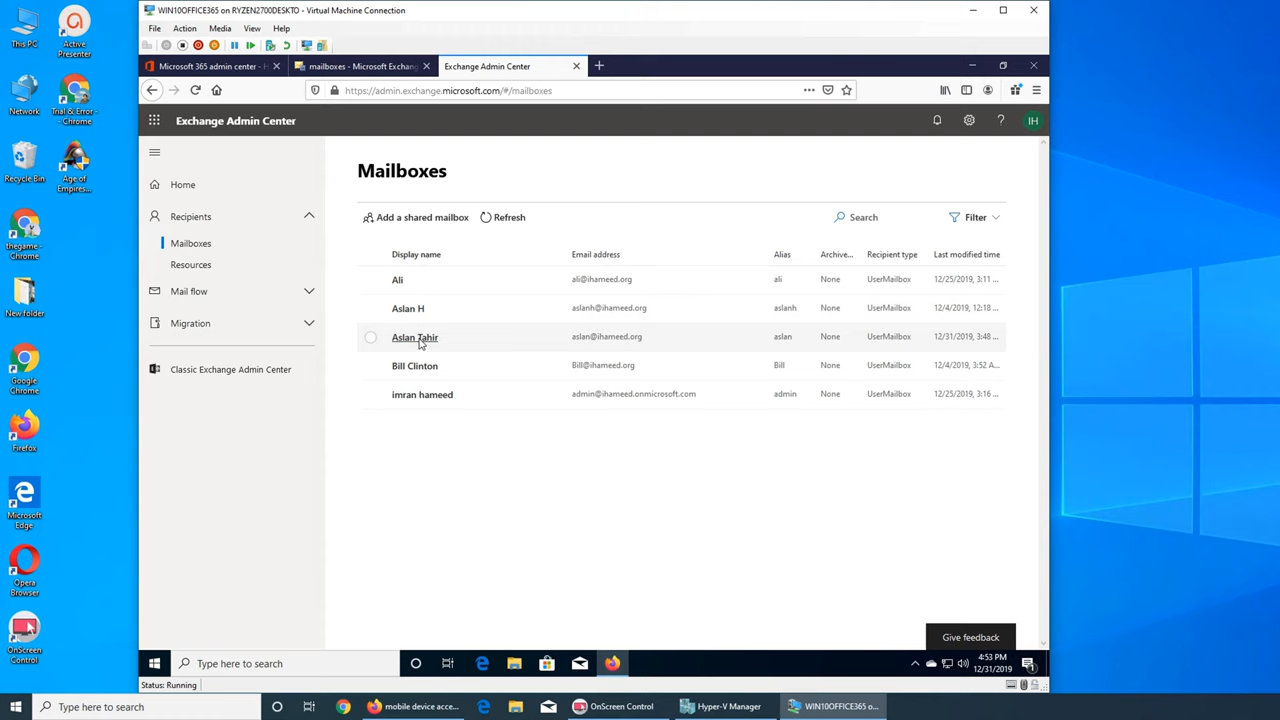 This PC
Active Presenter
Network
Trial & Error - Chrome
Recycle Bin
Age of Empires...
thegame - Chrome
New folder
Google Chrome
Firefox
Microsoft Edge
Opera Browser
OnScreen Control
WIN10OFFICE365 on RYZEN2700DESKTO - Virtual Machine Connection
File Action Media View Help
Microsoft 365 admin center - H
mailboxes - Microsoft Exchang
Exchange Admin Center
https://admin.exchange.microsoft.com/#/mailboxes
Exchange Admin Center
IH
Home
Recipients
Mailboxes
Resources
Mail flow
Migration
Classic Exchange Admin Center
Mailboxes
Add a shared mailbox Refresh Search Filter
Display name Email address Alias Archive... Recipient type Last modified time
Ali ali@ihameed.org ali None UserMailbox 12/25/2019, 3:11 ...
Aslan H aslanh@ihameed.org aslanh None UserMailbox 12/4/2019, 12:18 ...
Aslan Tahir aslan@ihameed.org aslan None UserMailbox 12/31/2019, 3:48 ...
Bill Clinton Bill@ihameed.org Bill None UserMailbox 12/4/2019, 3:52 A...
imran hameed admin@ihameed.onmicrosoft.com admin None UserMailbox 12/25/2019, 3:16 ...
Give feedback
Type here to search
4:53 PM
12/31/2019
1
Status: Running
Type here to search
mobile device acce...
OnScreen Control
Hyper-V Manager
WIN10OFFICE365 o...